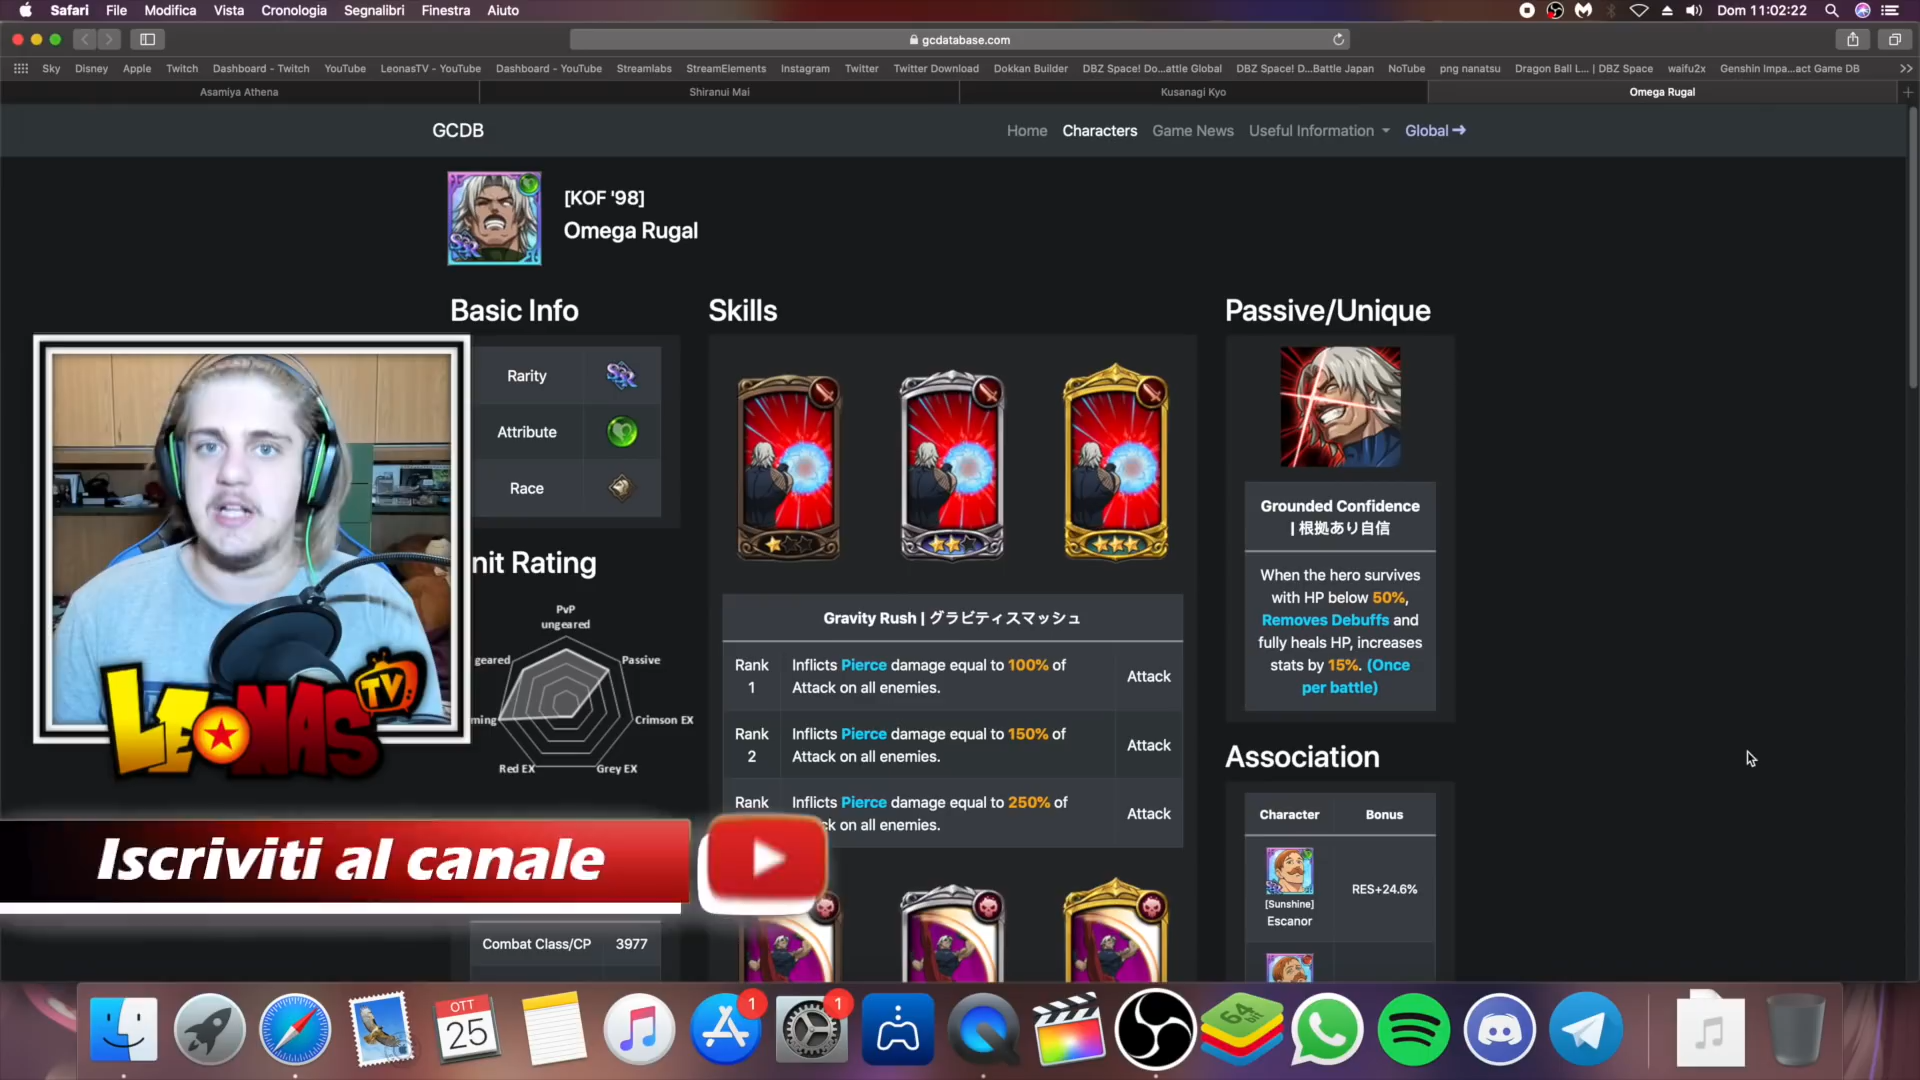 Safari File Modifica Vista Cronologia Segnalibri Finestra Aiuto
Dom 11:02:22
gcdatabase.com
Sky Disney Apple Twitch Dashboard - Twitch YouTube LeonasTV - YouTube Dashboard - YouTube Streamlabs StreamElements Instagram Twitter Twitter Download Dokkan Builder DBZ Space! Do...attle Global DBZ Space! D...Battle Japan NoTube png nanatsu Dragon Ball L... | DBZ Space waifu2x Genshin Impa...act Game DB
Asamiya Athena Shiranui Mai Kusanagi Kyo Omega Rugal
GCDB Home Characters Game News Useful Information Global
[KOF '98]
Omega Rugal
SR
Basic Info
Rarity SR
Attribute
Race
nit Rating
PvP
ungeared
geared
Passive
ming
Crimson EX
Red EX
Grey EX
Combat Class/CP 3977
Skills
Gravity Rush | グラビティスマッシュ
Rank
1
Inflicts Pierce damage equal to 100% of
Attack on all enemies.
Attack
Rank
2
Inflicts Pierce damage equal to 150% of
Attack on all enemies.
Attack
Rank
Inflicts Pierce damage equal to 250% of
ck on all enemies.
Attack
Passive/Unique
Grounded Confidence
| 根拠あり自信
When the hero survives
with HP below 50%,
Removes Debuffs and
fully heals HP, increases
stats by 15%. (Once
per battle)
Association
Character Bonus
[Sunshine]
Escanor
RES+24.6%
LEONAS TV
Iscriviti al canale
OTT
25
1
1
64
bit